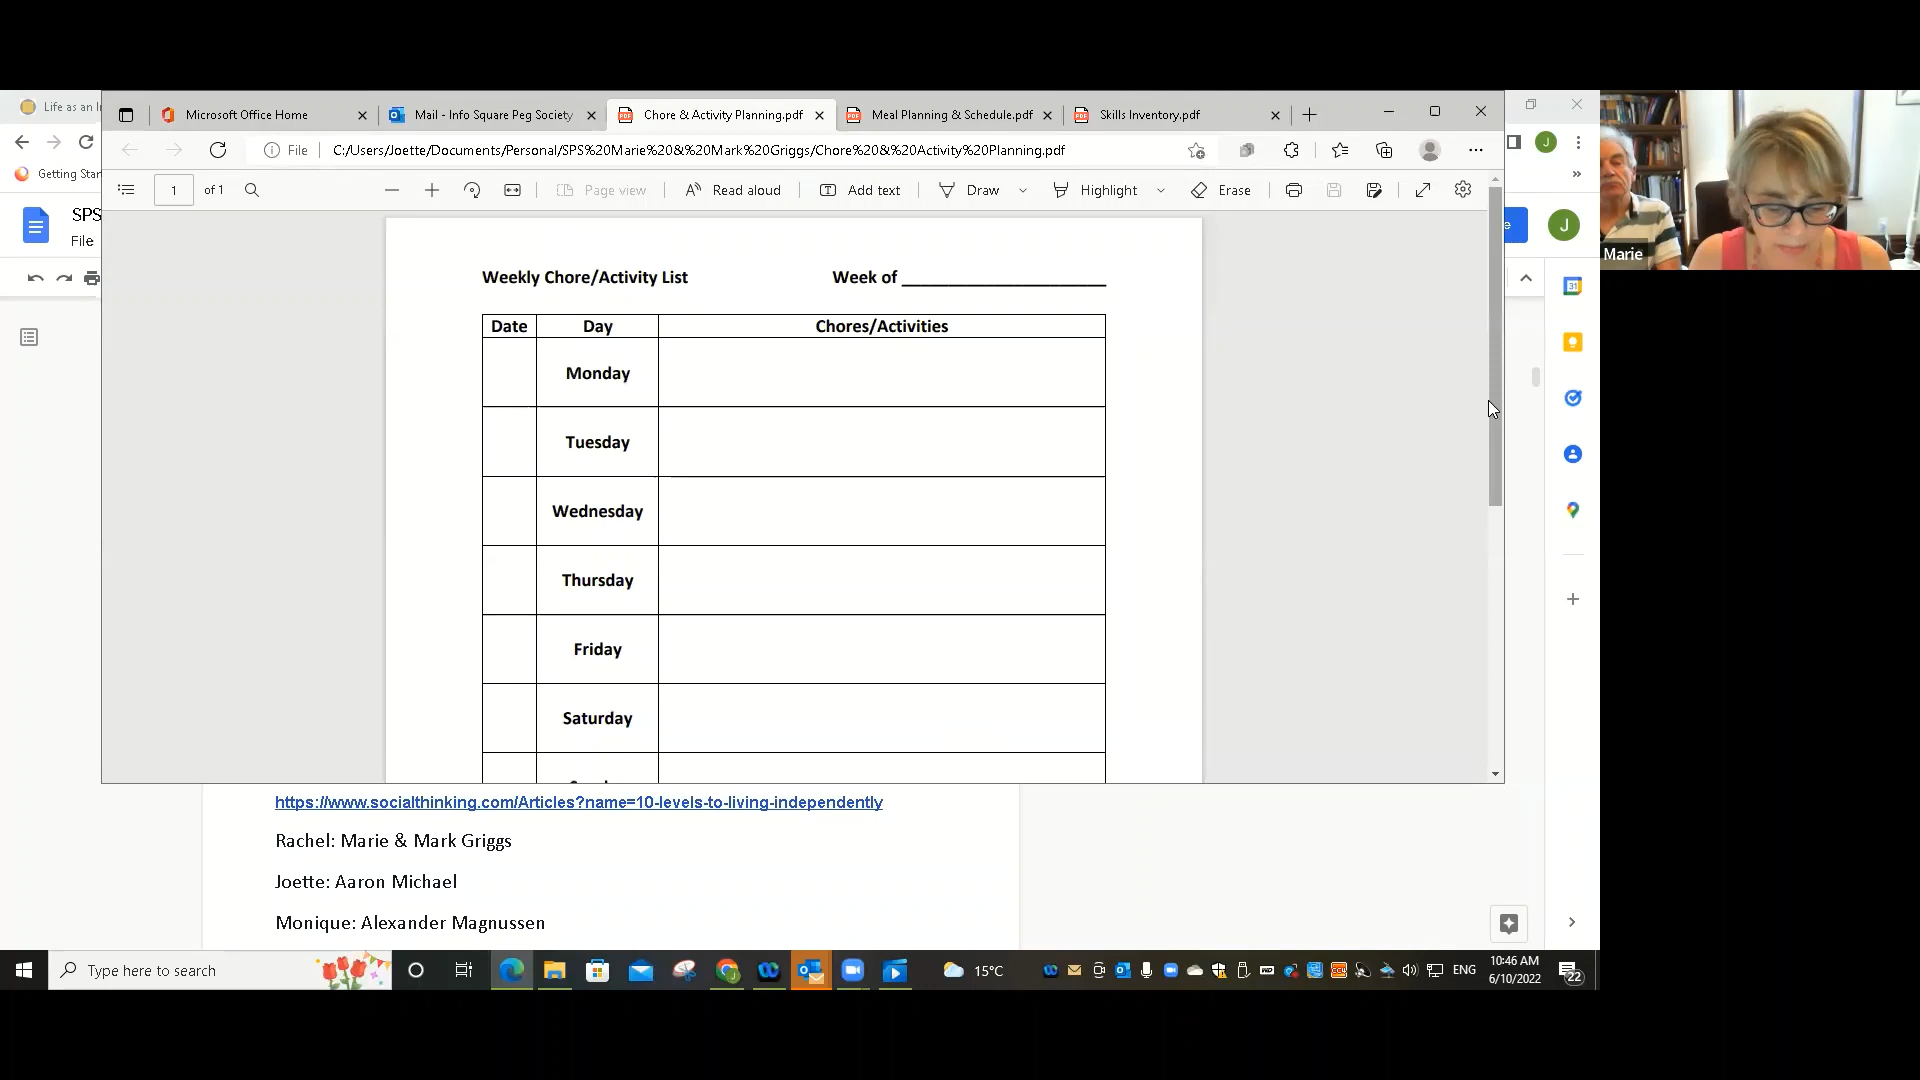 Life as an I
Microsoft Office Home
Mail - Info Square Peg Society
Chore & Activity Planning.pdf
Meal Planning & Schedule.pdf
Skills Inventory.pdf
File
C:/Users/Joette/Documents/Personal/SPS%20Marie%20&%20Mark%20Griggs/Chore%20&%20Activity%20Planning.pdf
J
Getting Star
1
of 1
Page view
Read aloud
Add text
Draw
Highlight
Erase
SPS
File
e
J
Marie
Weekly Chore/Activity List
Week of ______________________
Date
Day
Chores/Activities
Monday
Tuesday
Wednesday
Thursday
Friday
Saturday
31
https://www.socialthinking.com/Articles?name=10-levels-to-living-independently
Rachel: Marie & Mark Griggs
Joette: Aaron Michael
Monique: Alexander Magnussen
Type here to search
15°C
ENG
10:46 AM
6/10/2022
22